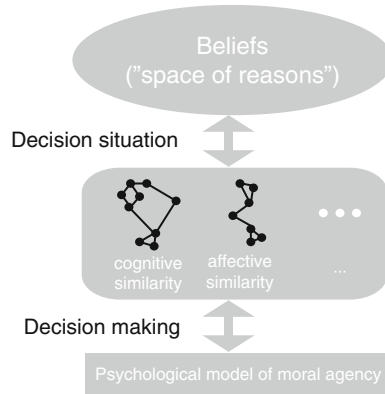 Beliefs
("space of reasons")
Decision situation
cognitive
similarity
affective
similarity
...
Decision making
Psychological model of moral agency